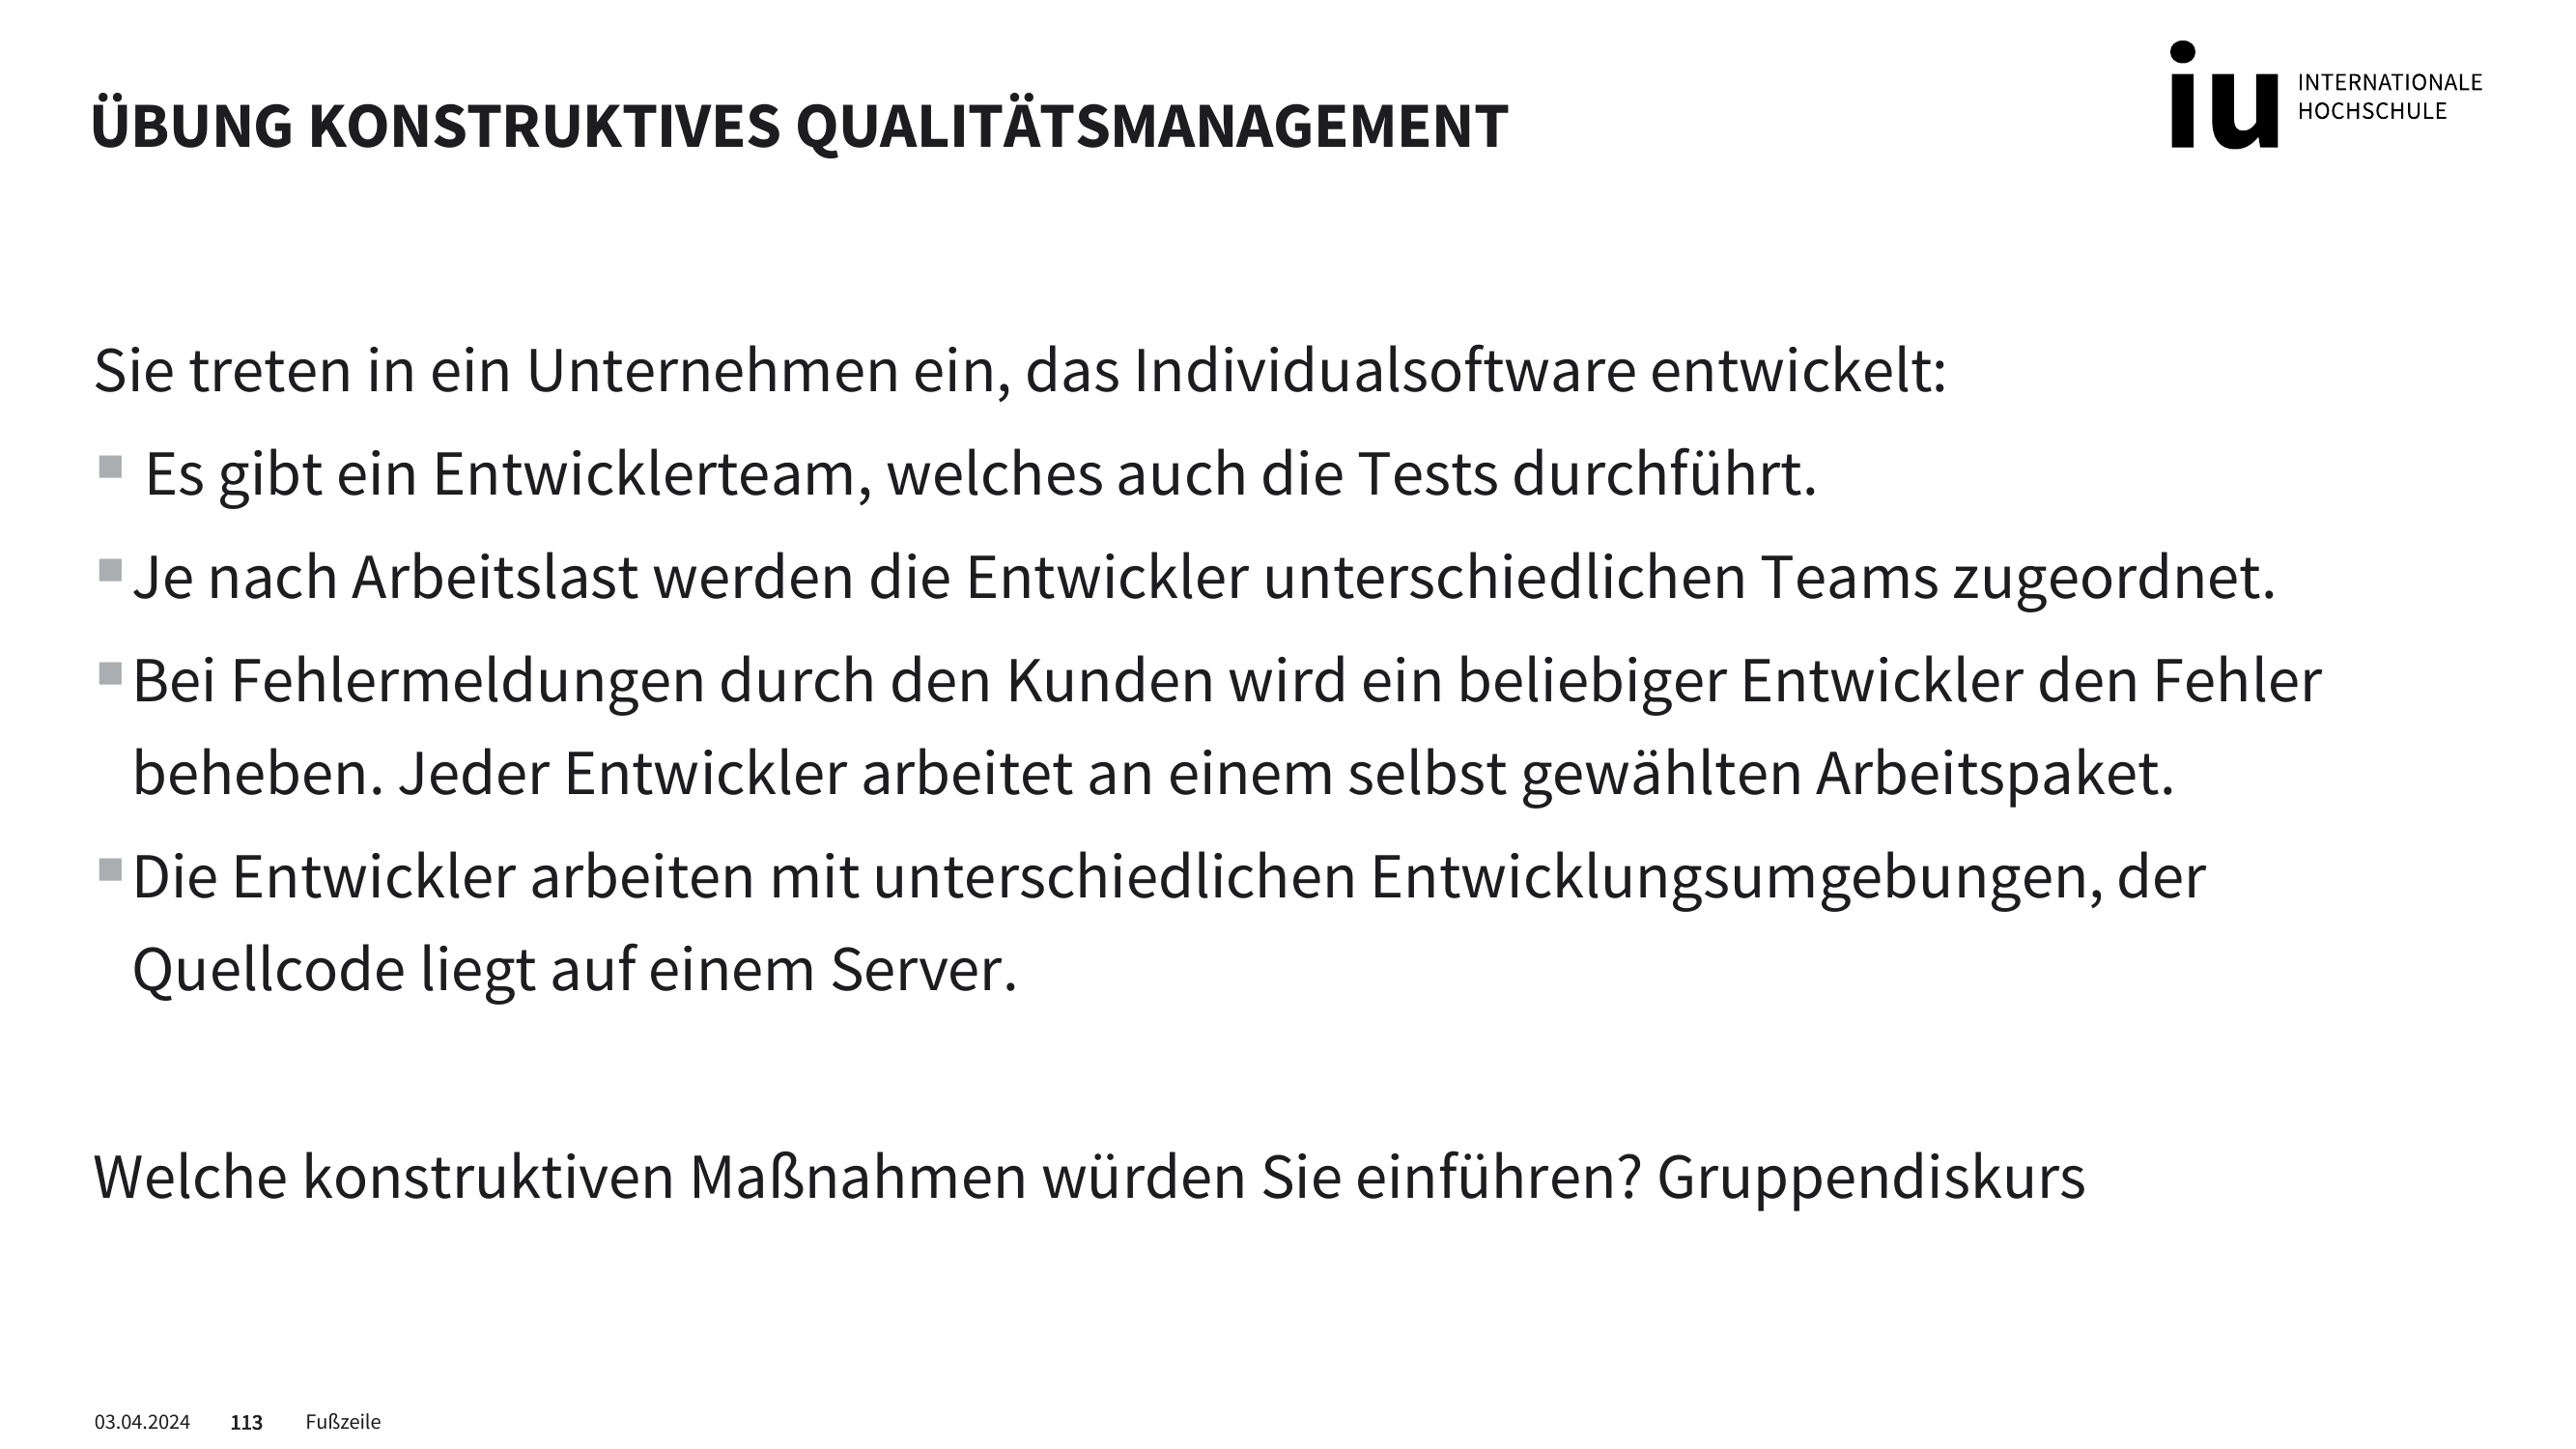 ÜBUNG KONSTRUKTIVES QUALITÄTSMANAGEMENT
iu INTERNATIONALE
HOCHSCHULE
Sie treten in ein Unternehmen ein, das Individualsoftware entwickelt:
▪ Es gibt ein Entwicklerteam, welches auch die Tests durchführt.
▪ Je nach Arbeitslast werden die Entwickler unterschiedlichen Teams zugeordnet.
▪ Bei Fehlermeldungen durch den Kunden wird ein beliebiger Entwickler den Fehler
beheben. Jeder Entwickler arbeitet an einem selbst gewählten Arbeitspaket.
▪ Die Entwickler arbeiten mit unterschiedlichen Entwicklungsumgebungen, der
Quellcode liegt auf einem Server.
Welche konstruktiven Maßnahmen würden Sie einführen? Gruppendiskurs
03.04.2024 113 Fußzeile